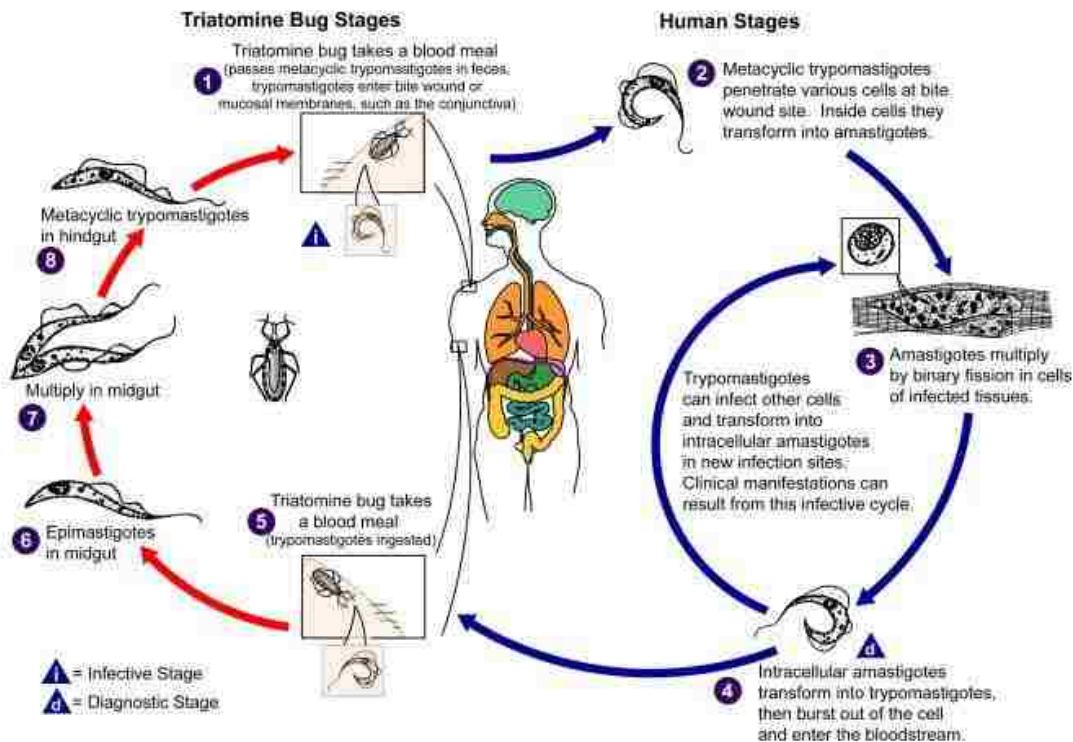 Triatomine Bug Stages
Human Stages
1
Triatomine bug takes a blood meal
(passes metacyclic trypomastigotes in feces,
trypomastigotes enter bite wound or
mucosal membranes, such as the conjunctiva)
2
Metacyclic trypomastigotes
penetrate various cells at bite
wound site. Inside cells they
transform into amastigotes.
i
Metacyclic trypomastigotes
in hindgut
8
3
Amastigotes multiply
by binary fission in cells
of infected tissues.
Trypomastigotes
can infect other cells
and transform into
intracellular amastigotes
in new infection sites.
Clinical manifestations can
result from this infective cycle.
Multiply in midgut
7
5
Triatomine bug takes
a blood meal
(trypomastigotes ingested)
6
Epimastigotes
in midgut
d
4
Intracellular amastigotes
transform into trypomastigotes,
then burst out of the cell
and enter the bloodstream.
i = Infective Stage
d = Diagnostic Stage